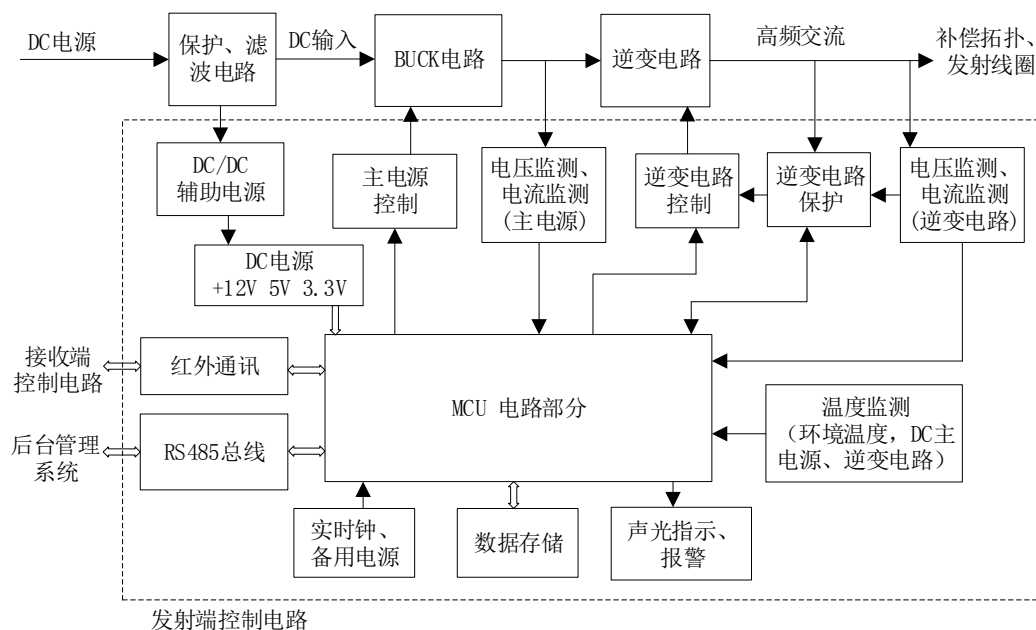 DC电源
保护、滤
波电路
DC输入
BUCK电路
逆变电路
高频交流
补偿拓扑、
发射线圈
DC/DC
辅助电源
主电源
控制
电压监测、
电流监测
(主电源)
逆变电路
控制
逆变电路
保护
电压监测、
电流监测
(逆变电路)
DC电源
+12V 5V 3.3V
接收端
控制电路
红外通讯
MCU 电路部分
温度监测
（环境温度，DC主
电源、逆变电路）
后台管理
系统
RS485总线
实时钟、
备用电源
数据存储
声光指示、
报警
发射端控制电路